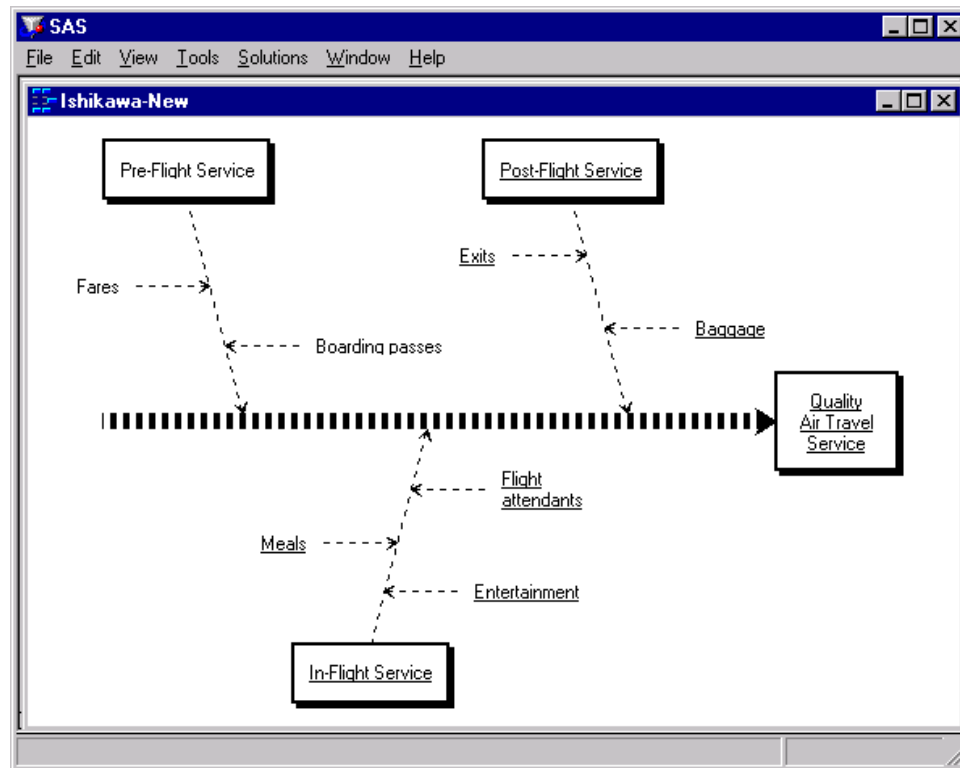 SAS
File Edit View Tools Solutions Window Help
Ishikawa-New
Pre-Flight Service
Post-Flight Service
Exits
Fares
Baggage
Boarding passes
Quality
Air Travel
Service
Flight
attendants
Meals
Entertainment
In-Flight Service